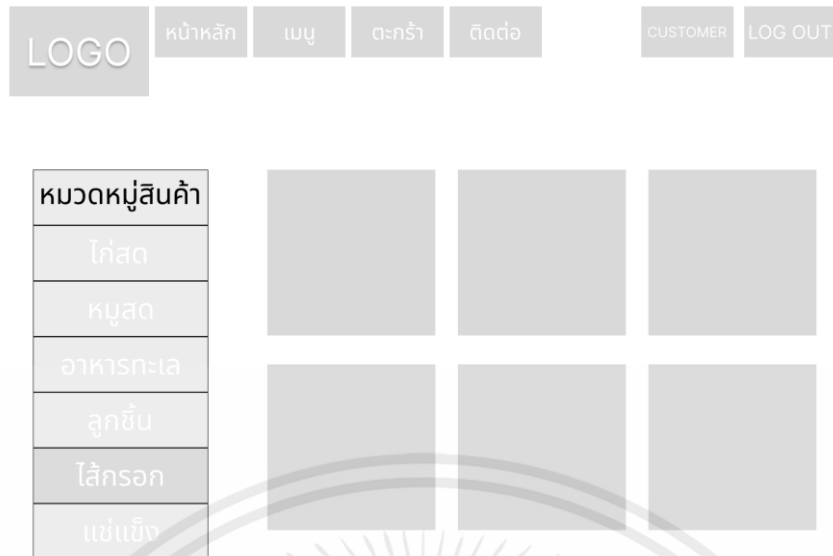 LOGO
หน้าหลัก
เมนู
ตะกร้า
ติดต่อ
CUSTOMER
LOG OUT
หมวดหมู่สินค้า
ไก่สด
หมูสด
อาหารทะเล
ลูกชิ้น
ไส้กรอก
แช่แข็ง